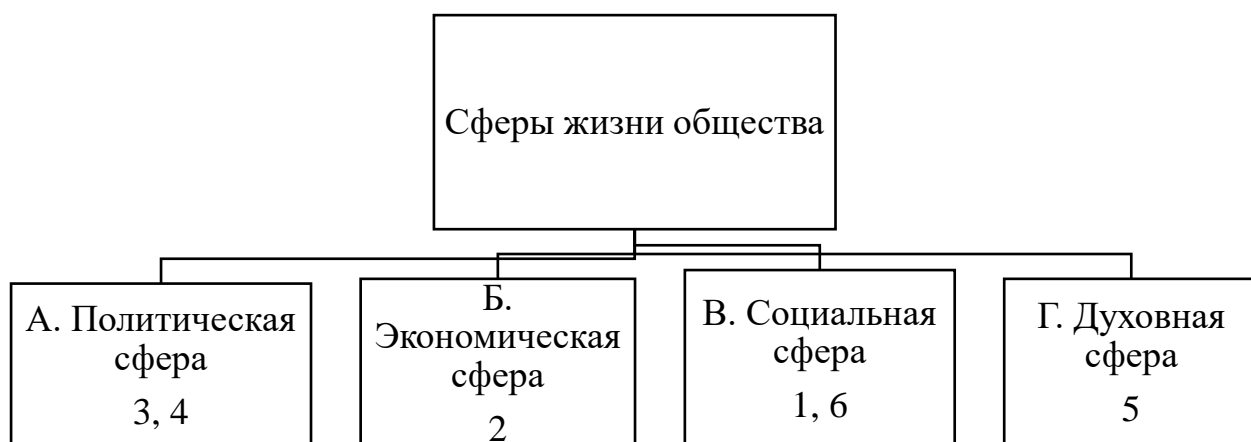 Сферы жизни общества
А. Политическая
сфера
3, 4
Б.
Экономическая
сфера
2
В. Социальная
сфера
1, 6
Г. Духовная
сфера
5